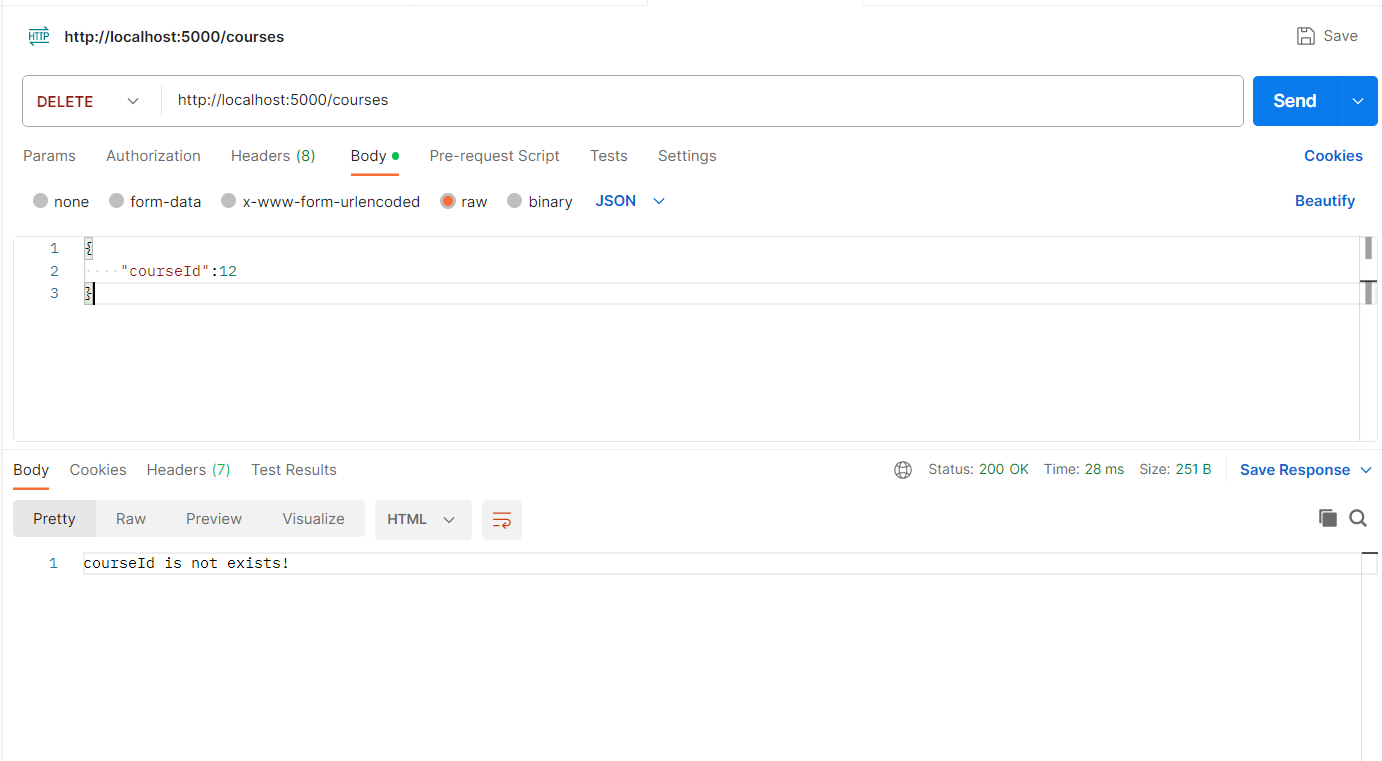 HTTP http://localhost:5000/courses Save
DELETE http://localhost:5000/courses Send
Params Authorization Headers (8) Body Pre-request Script Tests Settings Cookies
none form-data x-www-form-urlencoded raw binary JSON Beautify
1 {
2 ····"courseId":12
3 }
Body Cookies Headers (7) Test Results Status: 200 OK Time: 28 ms Size: 251 B Save Response
Pretty Raw Preview Visualize HTML
1 courseId is not exists!